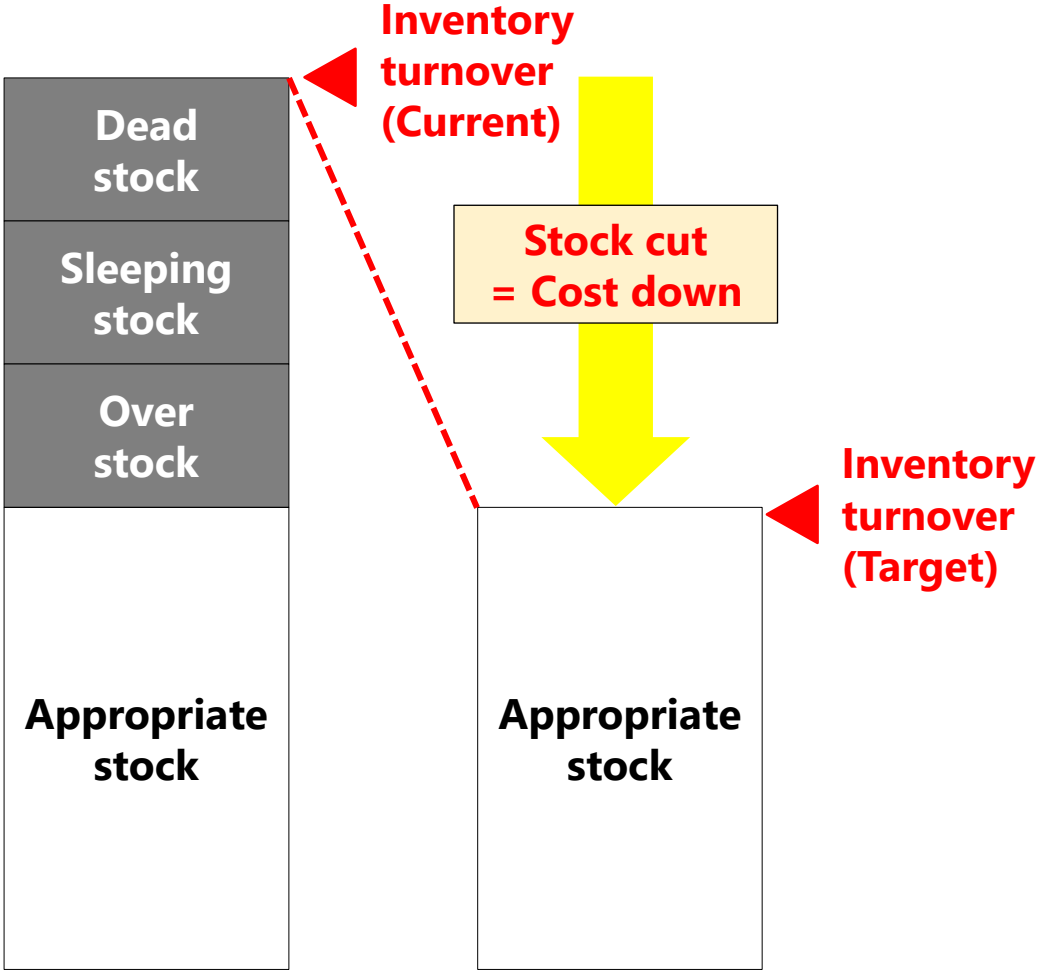 Inventory
turnover
(Current)
Dead
stock
Sleeping
stock
Over
stock
Appropriate
stock
Stock cut
= Cost down
Inventory
turnover
(Target)
Appropriate
stock